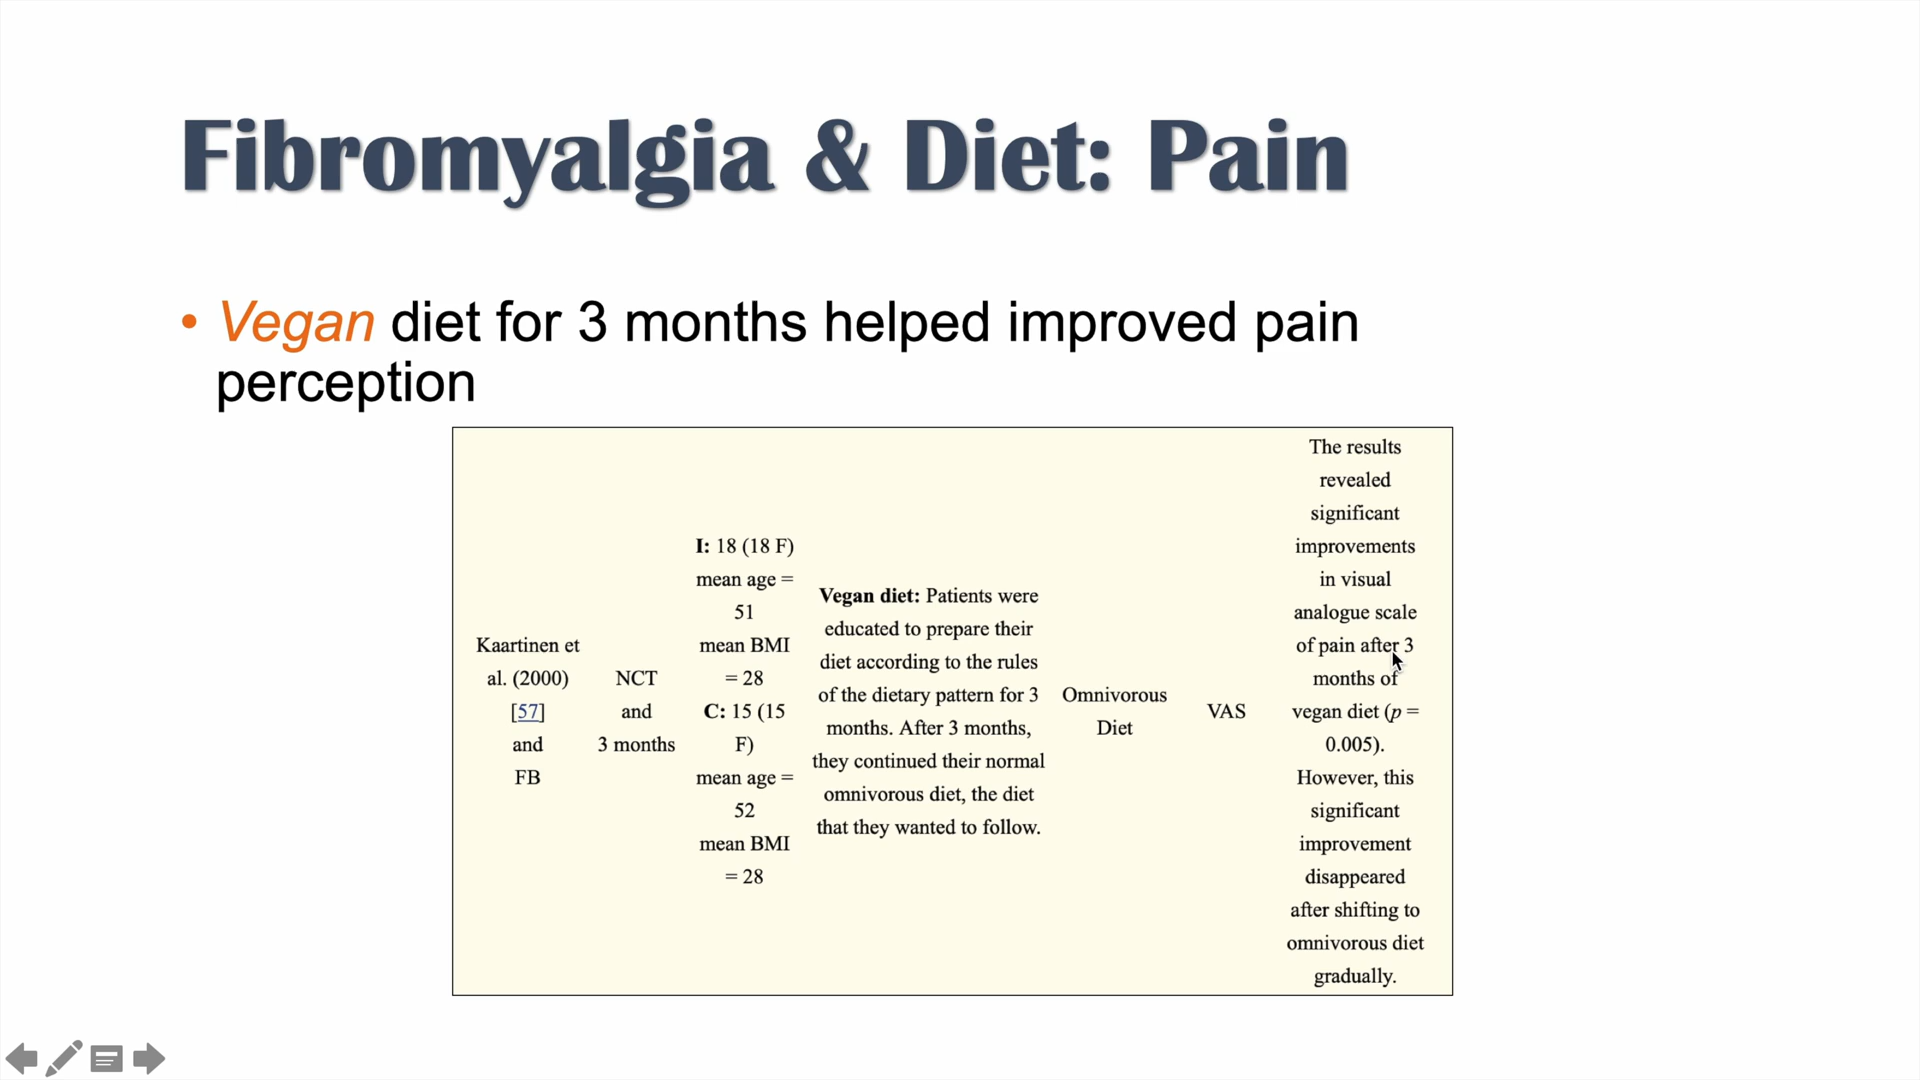 Fibromyalgia & Diet: Pain
• Vegan diet for 3 months helped improved pain
perception
Kaartinen et
al. (2000)
[57]
and
FB
NCT
and
3 months
I: 18 (18 F)
mean age =
51
mean BMI
= 28
C: 15 (15
F)
mean age =
52
mean BMI
= 28
Vegan diet: Patients were
educated to prepare their
diet according to the rules
of the dietary pattern for 3
months. After 3 months,
they continued their normal
omnivorous diet, the diet
that they wanted to follow.
Omnivorous
Diet
VAS
The results
revealed
significant
improvements
in visual
analogue scale
of pain after 3
months of
vegan diet (p =
0.005).
However, this
significant
improvement
disappeared
after shifting to
omnivorous diet
gradually.